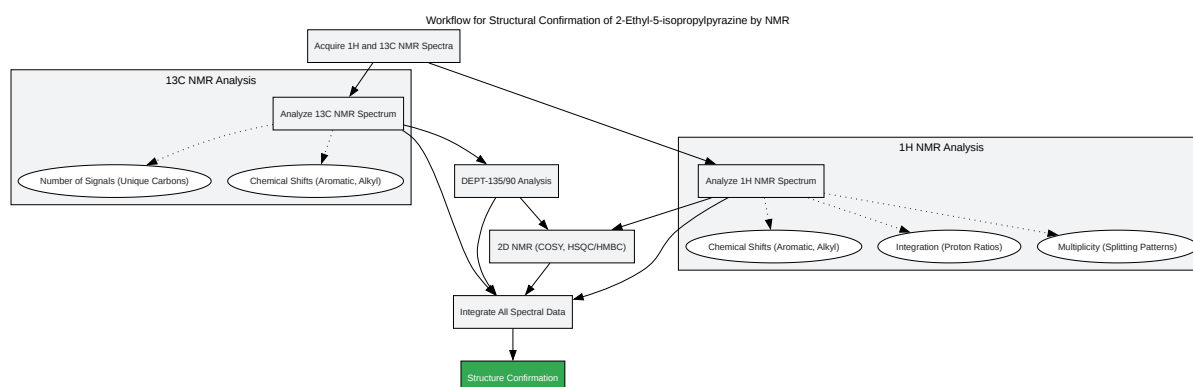 Workflow for Structural Confirmation of 2-Ethyl-5-isopropylpyrazine by NMR
Acquire 1H and 13C NMR Spectra
13C NMR Analysis
Analyze 13C NMR Spectrum
Number of Signals (Unique Carbons)
Chemical Shifts (Aromatic, Alkyl)
DEPT-135/90 Analysis
1H NMR Analysis
Analyze 1H NMR Spectrum
2D NMR (COSY, HSQC/HMBC)
Chemical Shifts (Aromatic, Alkyl)
Integration (Proton Ratios)
Multiplicity (Splitting Patterns)
Integrate All Spectral Data
Structure Confirmation